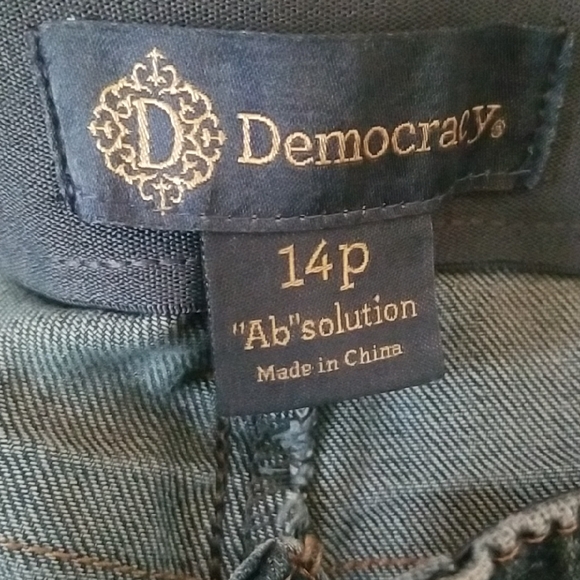 D Democracy®
14P
"Ab"solution
Made in China